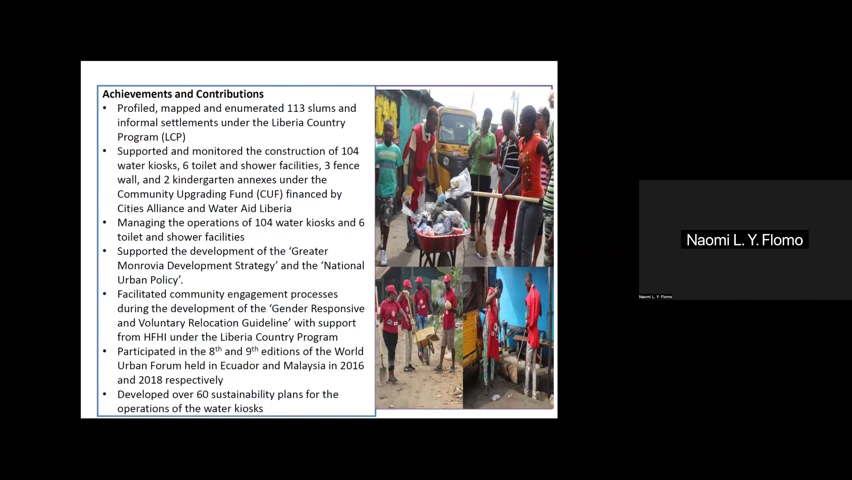 Achievements and Contributions
• Profiled, mapped and enumerated 113 slums and
informal settlements under the Liberia Country
Program (LCP)
• Supported and monitored the construction of 104
water kiosks, 6 toilet and shower facilities, 3 fence
wall, and 2 kindergarten annexes under the
Community Upgrading Fund (CUF) financed by
Cities Alliance and Water Aid Liberia
• Managing the operations of 104 water kiosks and 6
toilet and shower facilities
• Supported the development of the ‘Greater
Monrovia Development Strategy’ and the ‘National
Urban Policy’.
• Facilitated community engagement processes
during the development of the ‘Gender Responsive
and Voluntary Relocation Guideline’ with support
from HFHI under the Liberia Country Program
• Participated in the 8th and 9th editions of the World
Urban Forum held in Ecuador and Malaysia in 2016
and 2018 respectively
• Developed over 60 sustainability plans for the
operations of the water kiosks
Naomi L. Y. Flomo
Naomi L. Y. Flomo